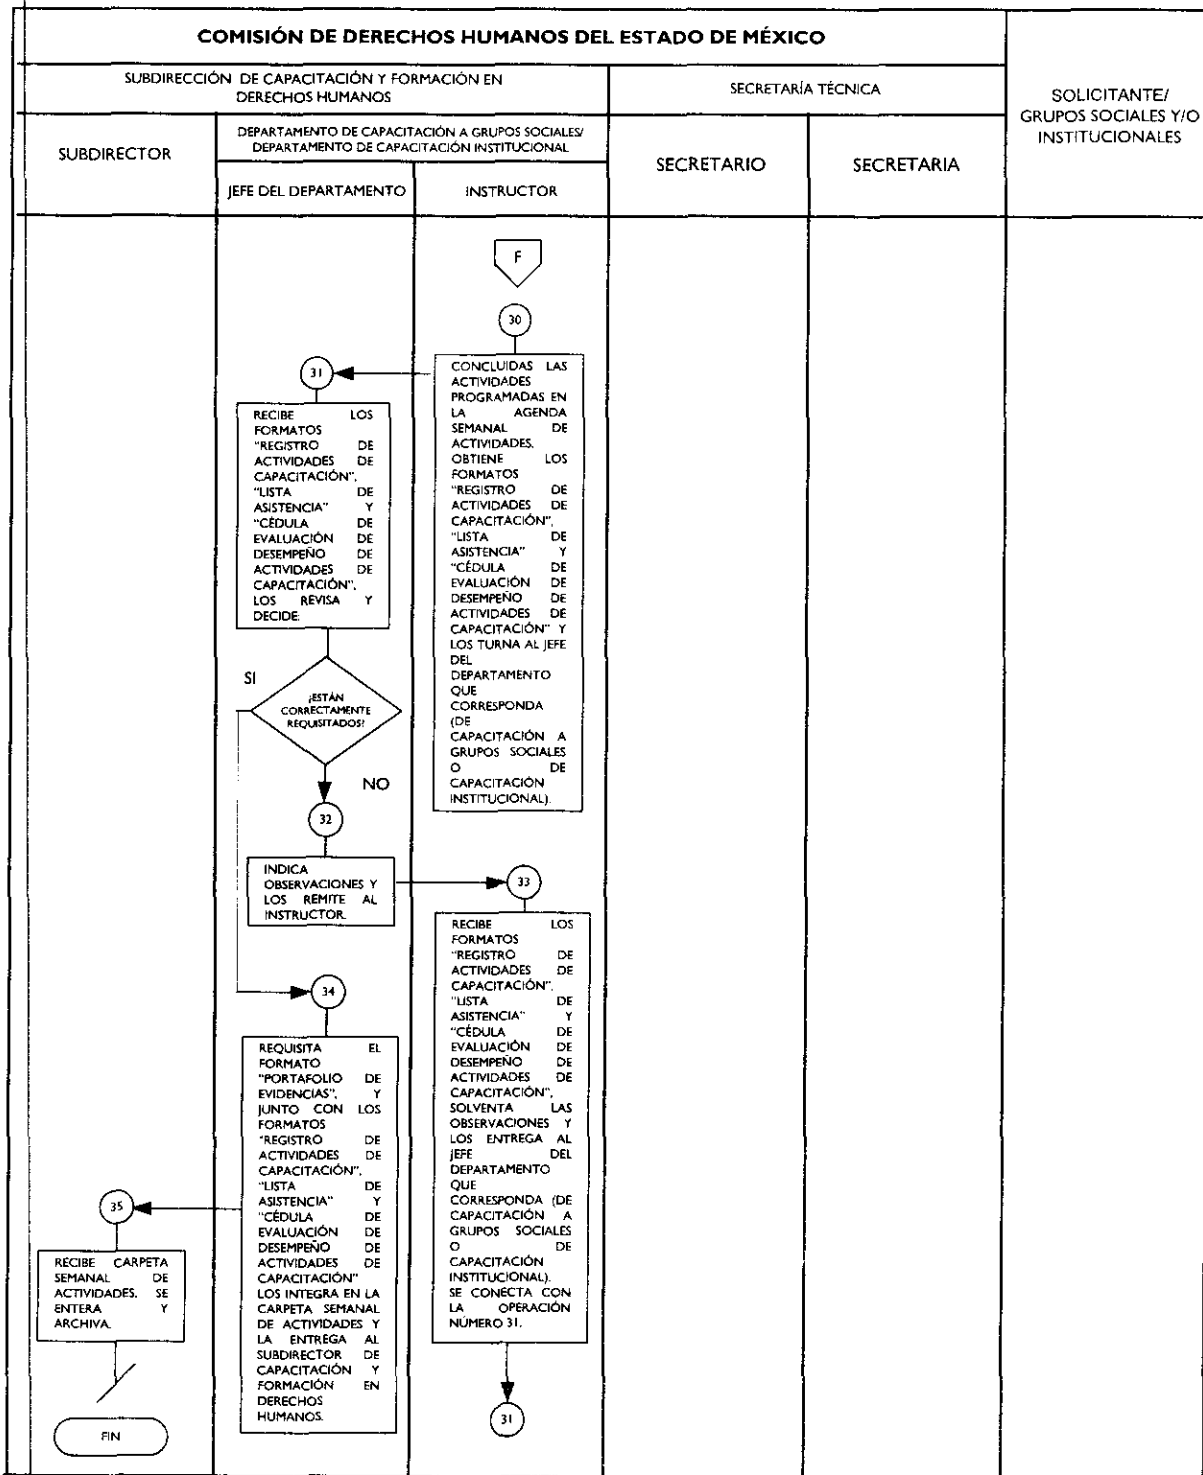 COMISIÓN DE DERECHOS HUMANOS DEL ESTADO DE MÉXICO
SUBDIRECCIÓN DE CAPACITACIÓN Y FORMACIÓN EN
DERECHOS HUMANOS
SECRETARÍA TÉCNICA
SOLICITANTE/
GRUPOS SOCIALES Y/O
INSTITUCIONALES
SUBDIRECTOR
DEPARTAMENTO DE CAPACITACIÓN A GRUPOS SOCIALES/
DEPARTAMENTO DE CAPACITACIÓN INSTITUCIONAL
SECRETARIO
SECRETARIA
JEFE DEL DEPARTAMENTO
INSTRUCTOR
F
30
CONCLUIDAS LAS
ACTIVIDADES
PROGRAMADAS EN
LA AGENDA
SEMANAL DE
ACTIVIDADES.
OBTIENE LOS
FORMATOS
"REGISTRO DE
ACTIVIDADES DE
CAPACITACIÓN",
"LISTA DE
ASISTENCIA" Y
"CÉDULA DE
EVALUACIÓN DE
DESEMPEÑO DE
ACTIVIDADES DE
CAPACITACIÓN" Y
LOS TURNA AL JEFE
DEL
DEPARTAMENTO
QUE
CORRESPONDA
(DE
CAPACITACIÓN A
GRUPOS SOCIALES
O DE
CAPACITACIÓN
INSTITUCIONAL).
31
RECIBE LOS
FORMATOS
"REGISTRO DE
ACTIVIDADES DE
CAPACITACIÓN",
"LISTA DE
ASISTENCIA" Y
"CÉDULA DE
EVALUACIÓN DE
DESEMPEÑO DE
ACTIVIDADES DE
CAPACITACIÓN",
LOS REVISA Y
DECIDE:
SI
¿ESTÁN
CORRECTAMENTE
REQUISITADOS?
NO
32
INDICA
OBSERVACIONES Y
LOS REMITE AL
INSTRUCTOR.
33
RECIBE LOS
FORMATOS
"REGISTRO DE
ACTIVIDADES DE
CAPACITACIÓN".
"LISTA DE
ASISTENCIA" Y
"CÉDULA DE
EVALUACIÓN DE
DESEMPEÑO DE
ACTIVIDADES DE
CAPACITACIÓN",
SOLVENTA LAS
OBSERVACIONES Y
LOS ENTREGA AL
JEFE DEL
DEPARTAMENTO
QUE
CORRESPONDA (DE
CAPACITACIÓN A
GRUPOS SOCIALES
O DE
CAPACITACIÓN
INSTITUCIONAL).
SE CONECTA CON
LA OPERACIÓN
NÚMERO 31.
31
34
REQUISITA EL
FORMATO
"PORTAFOLIO DE
EVIDENCIAS", Y
JUNTO CON LOS
FORMATOS
"REGISTRO DE
ACTIVIDADES DE
CAPACITACIÓN",
"LISTA DE
ASISTENCIA" Y
"CÉDULA DE
EVALUACIÓN DE
DESEMPEÑO DE
ACTIVIDADES DE
CAPACITACIÓN"
LOS INTEGRA EN LA
CARPETA SEMANAL
DE ACTIVIDADES Y
LA ENTREGA AL
SUBDIRECTOR DE
CAPACITACIÓN Y
FORMACIÓN EN
DERECHOS
HUMANOS.
35
RECIBE CARPETA
SEMANAL DE
ACTIVIDADES. SE
ENTERA Y
ARCHIVA.
FIN